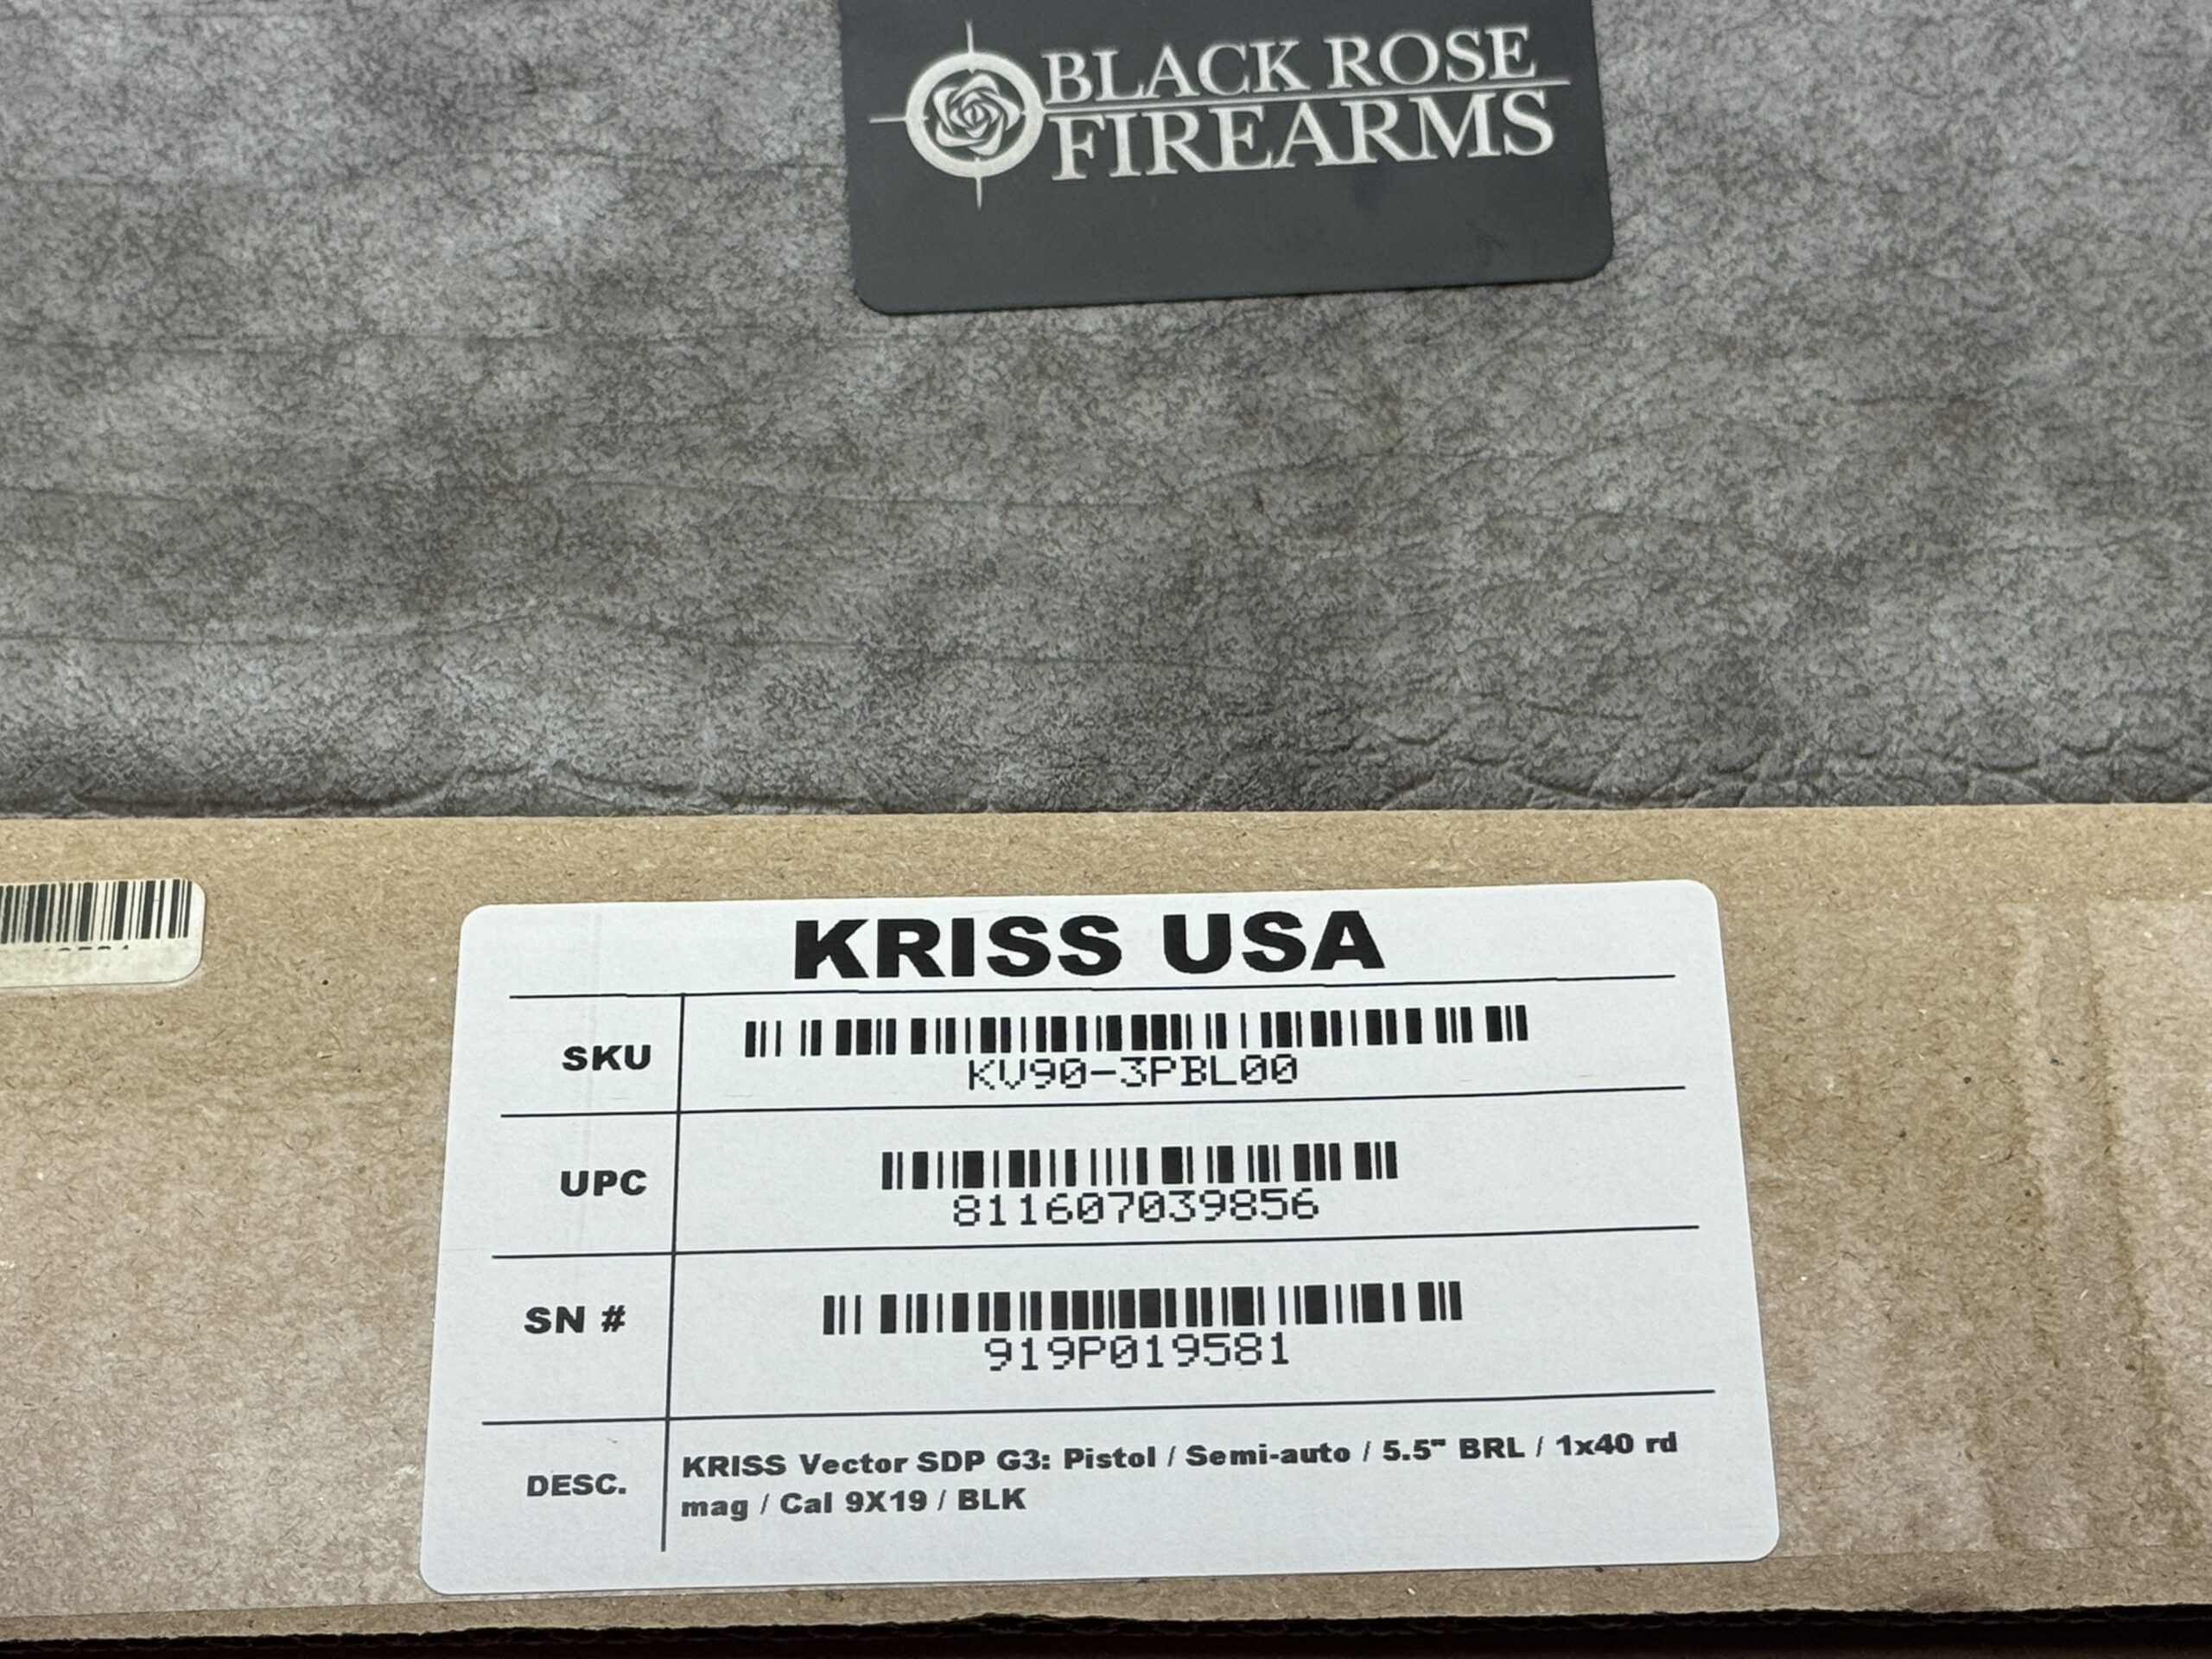 BLACK ROSE
FIREARMS
KRISS USA
SKU
KV90-3PBL00
UPC
811607039856
SN #
919P019581
DESC.
KRISS Vector SDP G3: Pistol / Semi-auto / 5.5" BRL / 1x40 rd
mag / Cal 9X19 / BLK